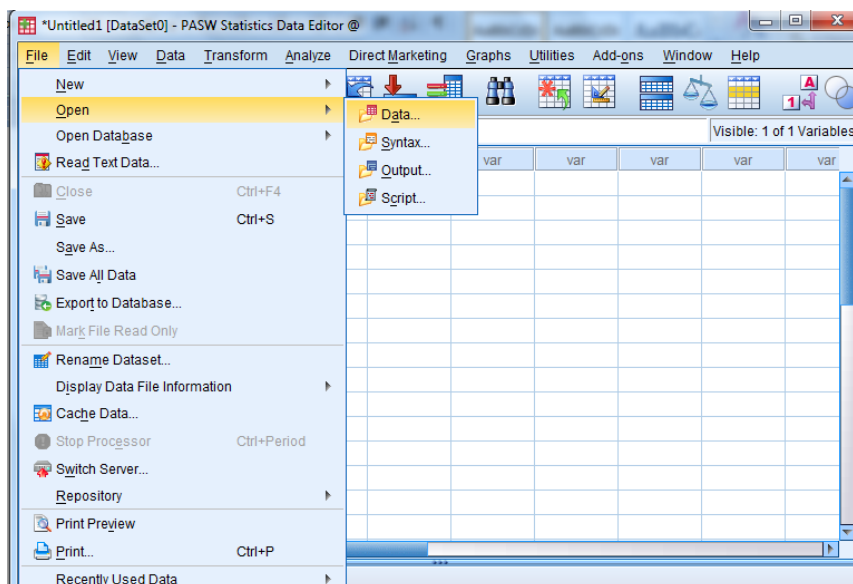 *Untitled1 [DataSet0] - PASW Statistics Data Editor @
File Edit View Data Transform Analyze Direct Marketing Graphs Utilities Add-ons Window Help
New
Open
Open Database
Read Text Data...
Close Ctrl+F4
Save Ctrl+S
Save As...
Save All Data
Export to Database...
Mark File Read Only
Rename Dataset...
Display Data File Information
Cache Data...
Stop Processor Ctrl+Period
Switch Server...
Repository
Print Preview
Print... Ctrl+P
Recently Used Data
Data...
Syntax...
Output...
Script...
A
1
Visible: 1 of 1 Variables
var var var var var